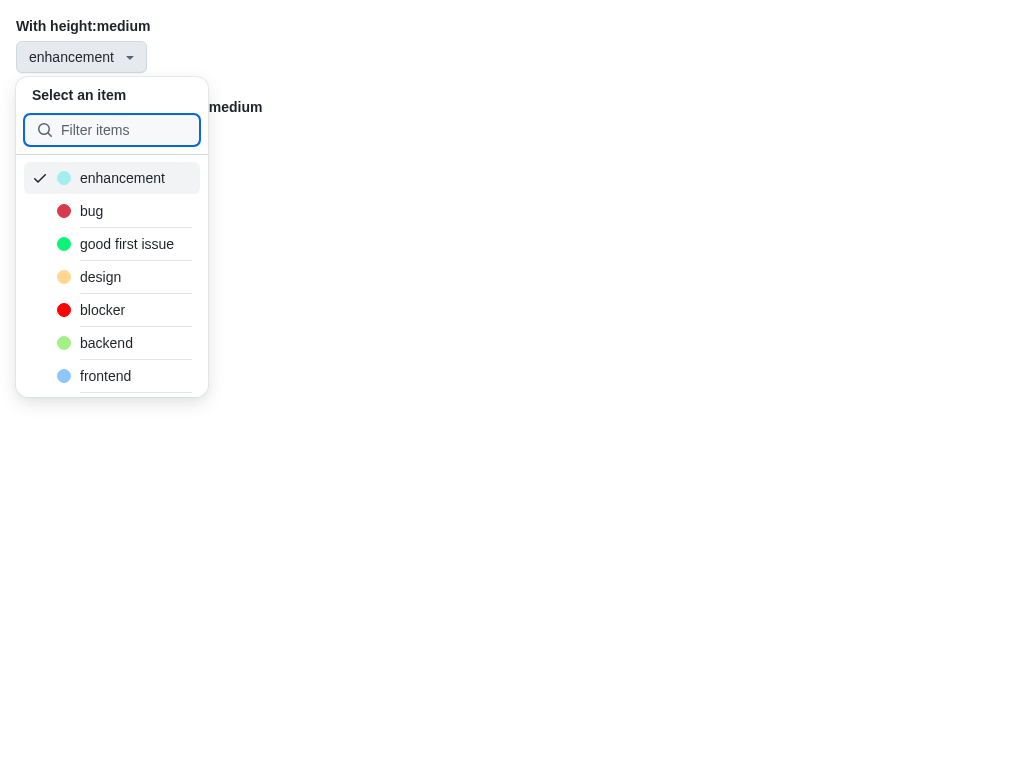 With height:medium
enhancement
Select an item
medium
Filter items
enhancement
bug
good first issue
design
blocker
backend
frontend